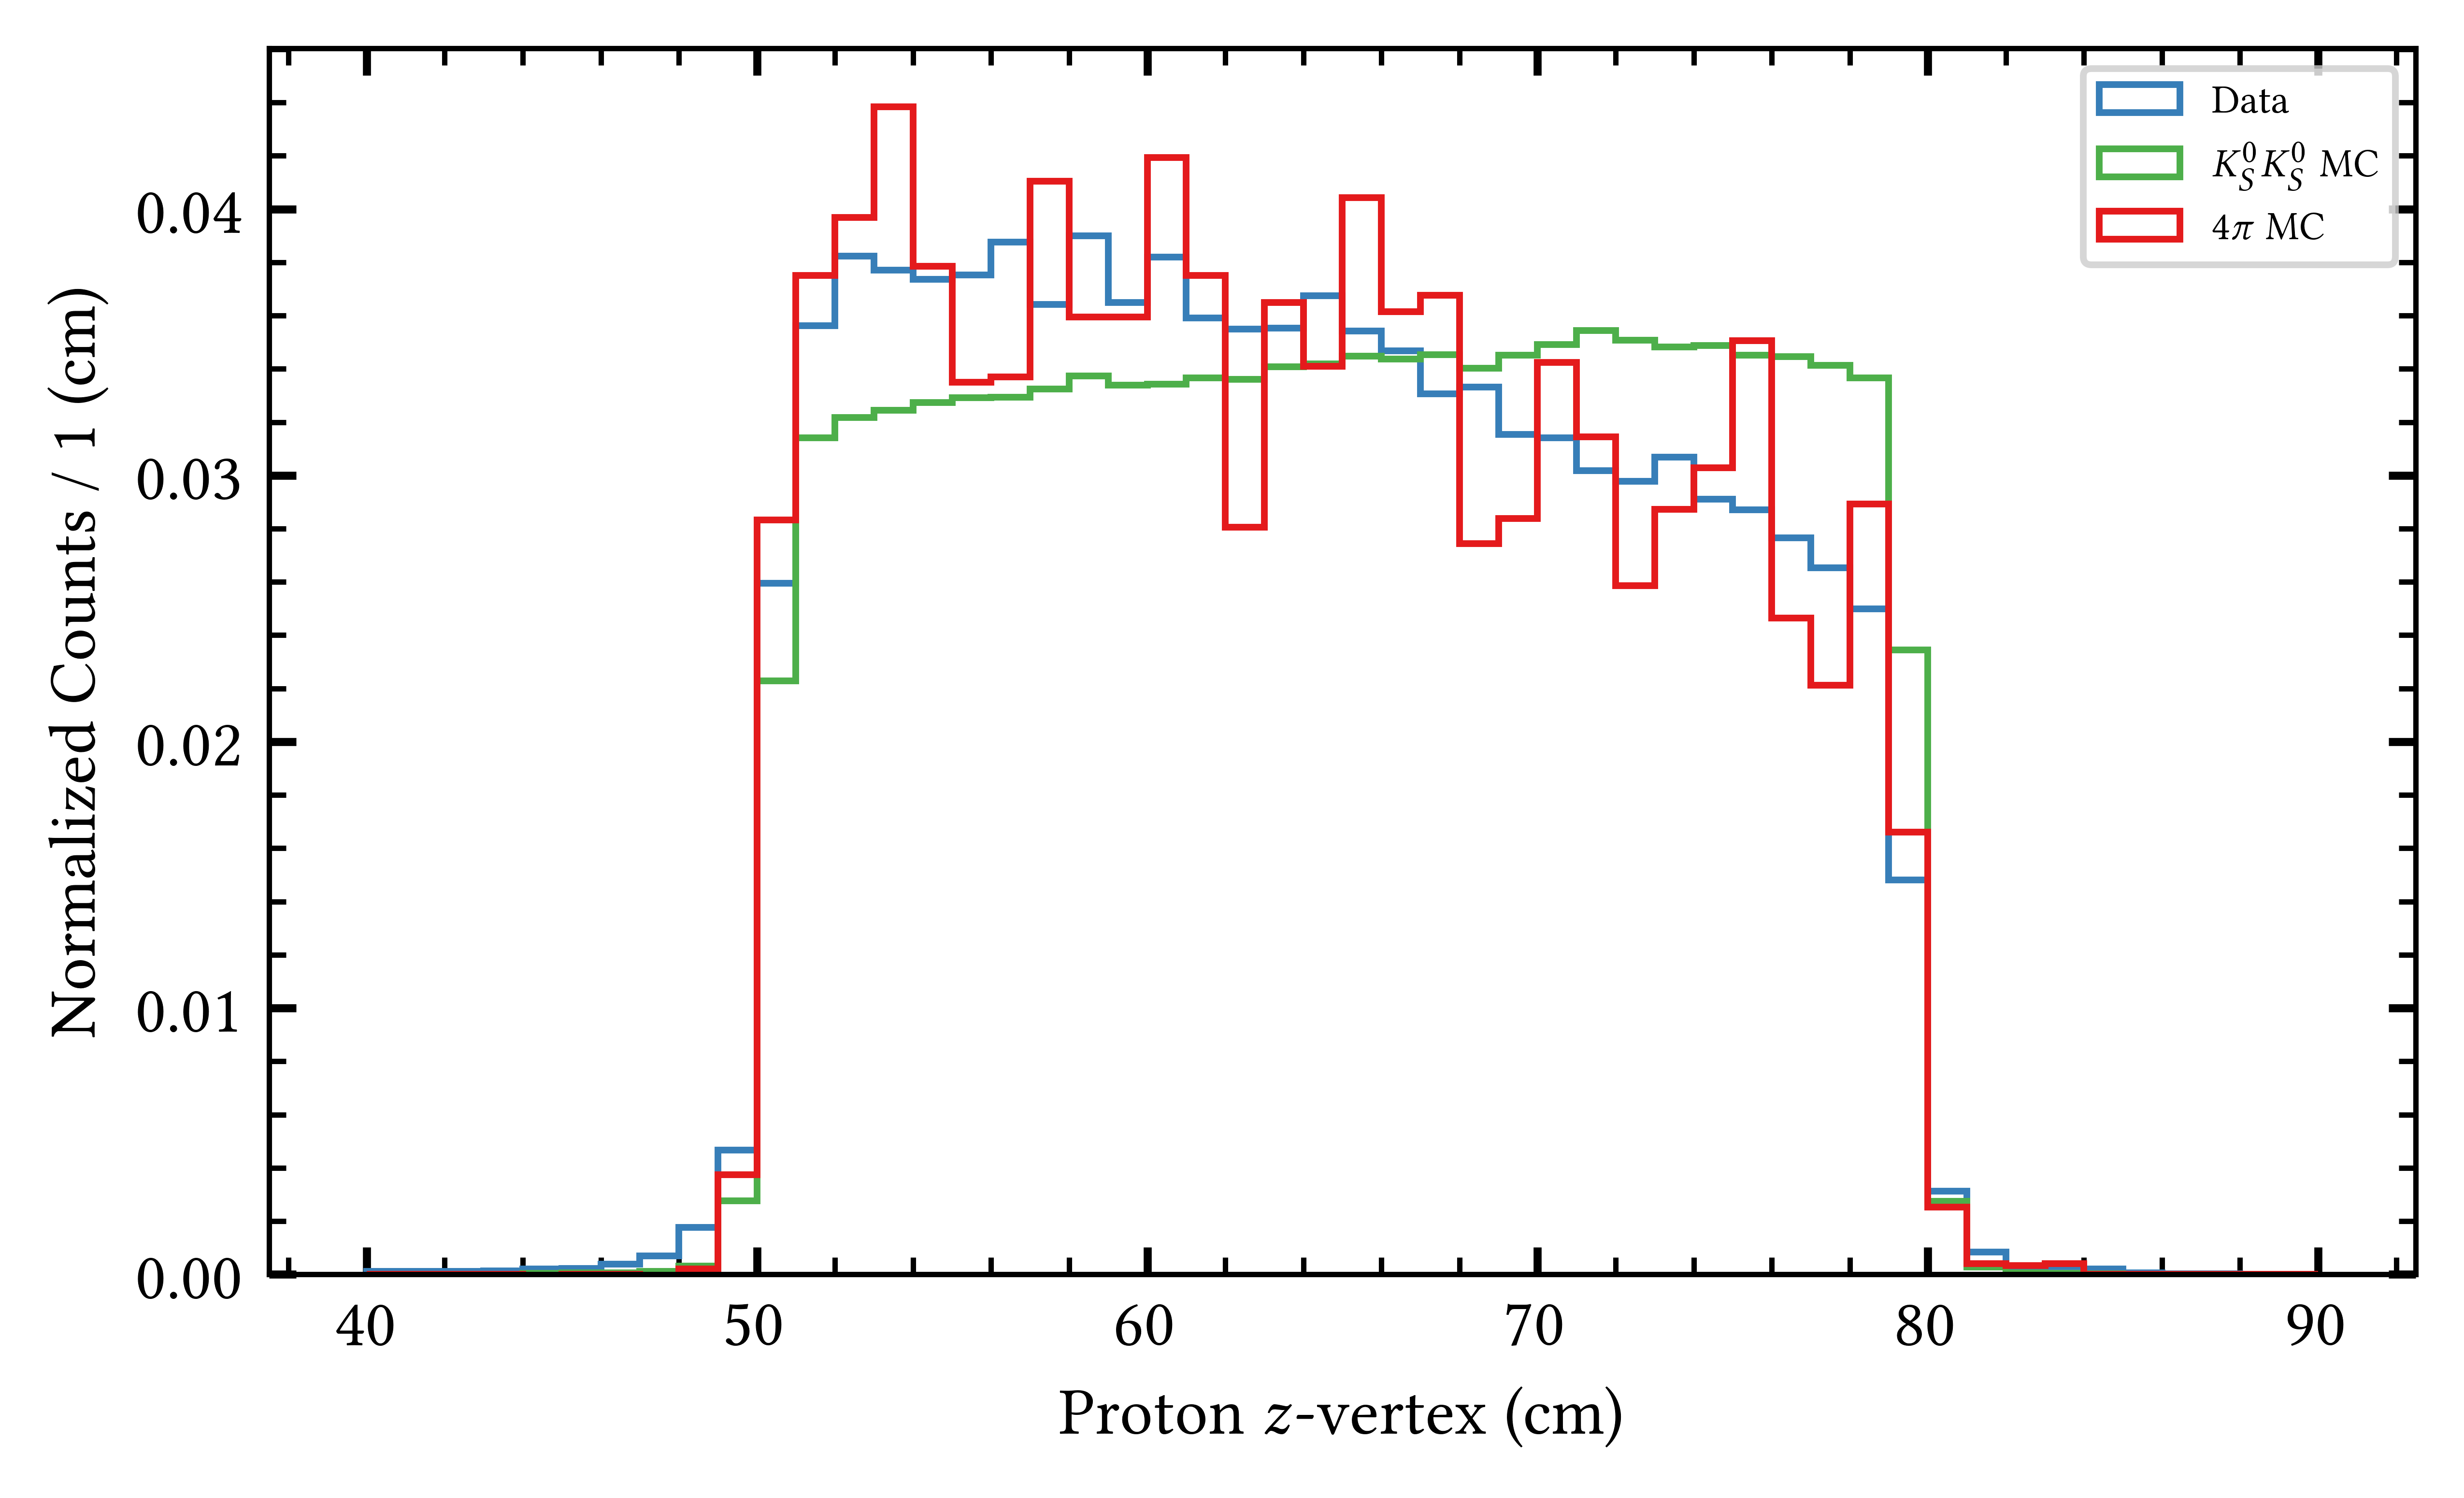 Data
K_S^0 K_S^0 MC
4π MC
Normalized Counts / 1 (cm)
0.04
0.03
0.02
0.01
0.00
40 50 60 70 80 90
Proton z-vertex (cm)